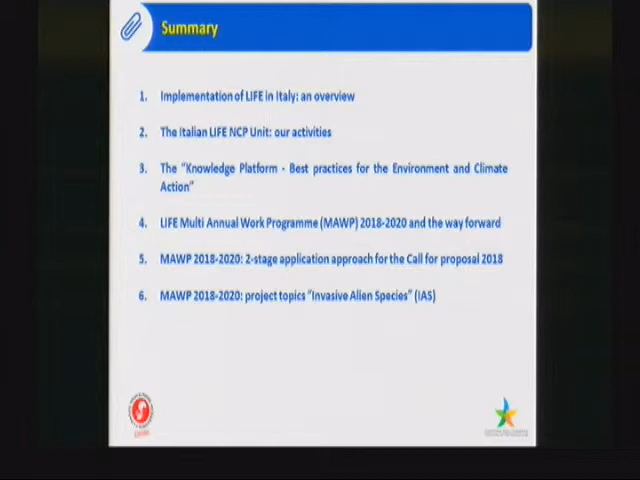 Summary
1. Implementation of LIFE in Italy: an overview
2. The Italian LIFE NCP Unit: our activities
3. The "Knowledge Platform - Best practices for the Environment and Climate
Action"
4. LIFE Multi Annual Work Programme (MAWP) 2018-2020 and the way forward
5. MAWP 2018-2020: 2-stage application approach for the Call for proposal 2018
6. MAWP 2018-2020: project topics "Invasive Alien Species" (IAS)